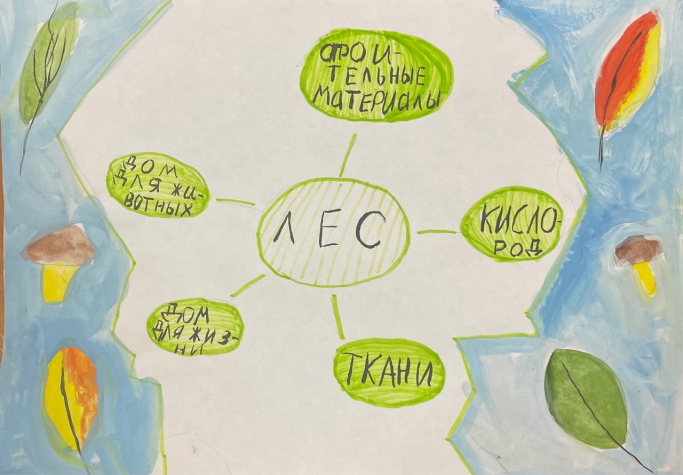 СТРОИ-
ТЕЛЬНЫЕ
МАТЕРИАЛЫ
ДОМ
ДЛЯ ЖИ-
ВОТНЫХ
ЛЕС
КИСЛО-
РОД
ДОМ
ДЛЯ ЖИЗ-
НИ
ТКАНИ